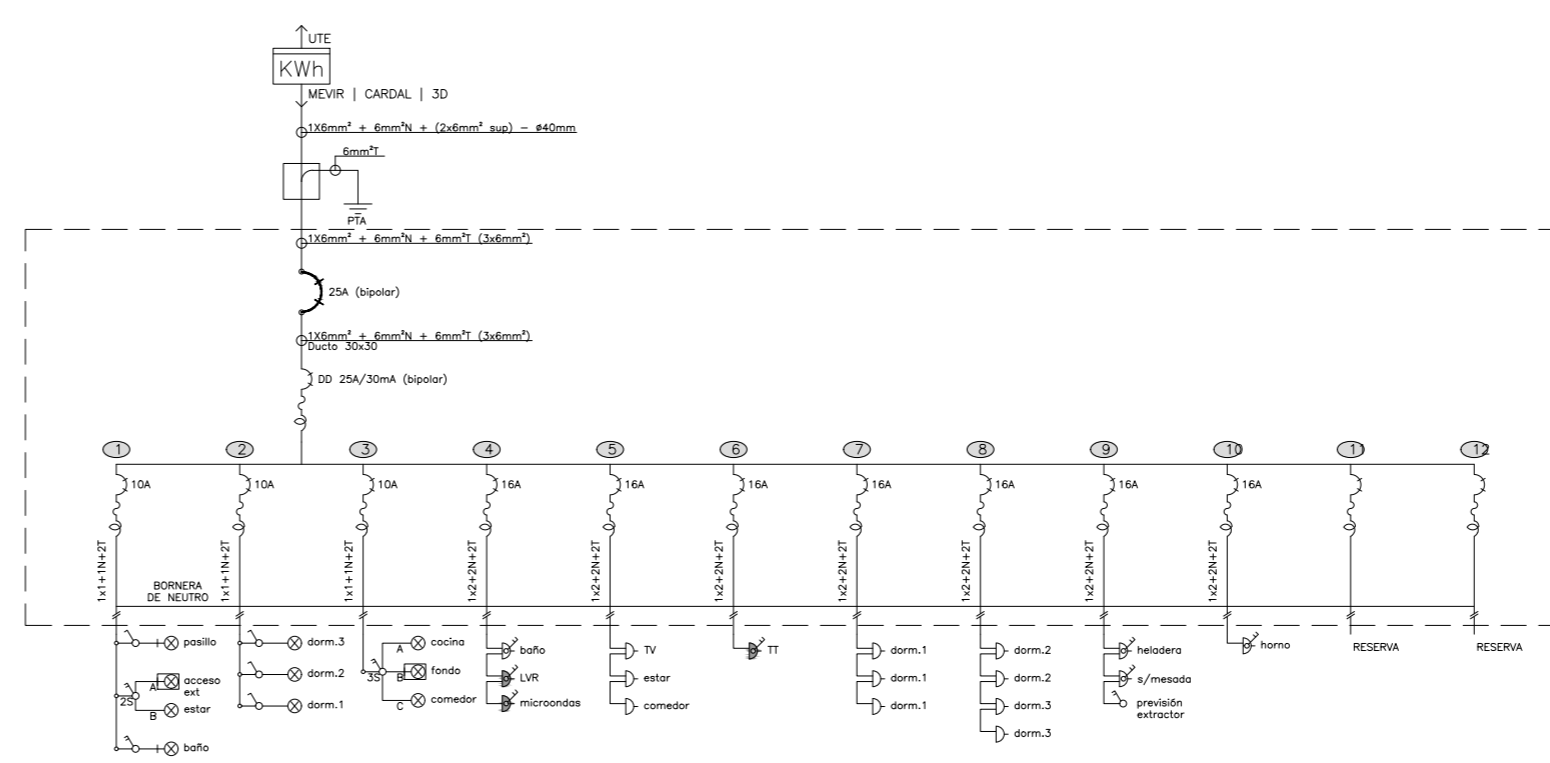 UTE
KWh
MEVIR | CARDAL | 3D
1X6mm² + 6mm²N + (2x6mm² sup) - ø40mm
6mm²T
PTA
1X6mm² + 6mm²N + 6mm²T (3x6mm²)
25A (bipolar)
1X6mm² + 6mm²N + 6mm²T (3x6mm²)
Ducto 30x30
DD 25A/30mA (bipolar)
1 2 3 4 5 6 7 8 9 10 11 12
10A 10A 10A 16A 16A 16A 16A 16A 16A 16A
1x1+1N+2T 1x1+1N+2T 1x1+1N+2T 1x2+2N+2T 1x2+2N+2T 1x2+2N+2T 1x2+2N+2T 1x2+2N+2T 1x2+2N+2T 1x2+2N+2T
BORNERA
DE NEUTRO
pasillo
2S
A
acceso
ext
B
estar
baño
dorm.3
dorm.2
dorm.1
3S
A
cocina
B
fondo
C
comedor
baño
LVR
microondas
TV
estar
comedor
TT
dorm.1
dorm.1
dorm.1
dorm.2
dorm.2
dorm.3
dorm.3
heladera
s/mesada
previsión
extractor
horno
RESERVA
RESERVA